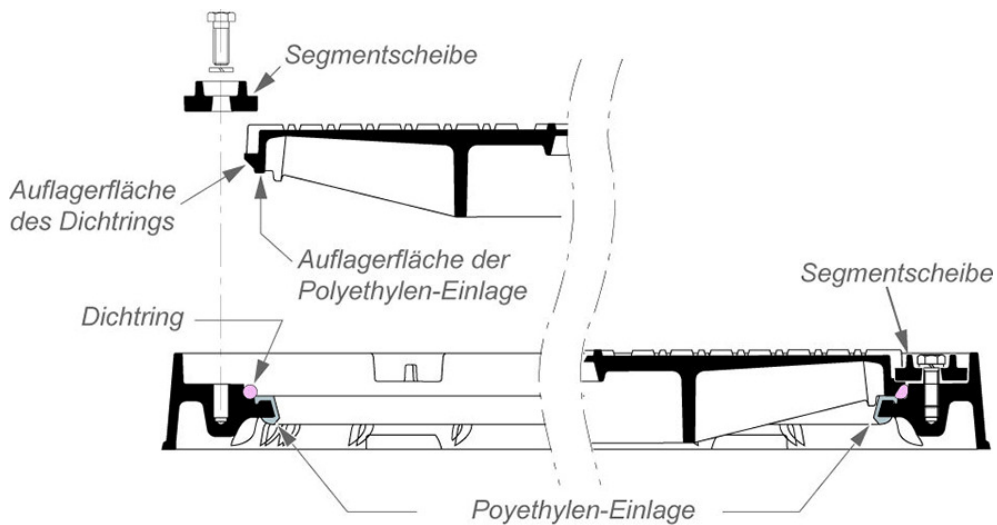 Segmentscheibe
Auflagerfläche
des Dichtrings
Auflagerfläche der
Polyethylen-Einlage
Segmentscheibe
Dichtring
Poyethylen-Einlage